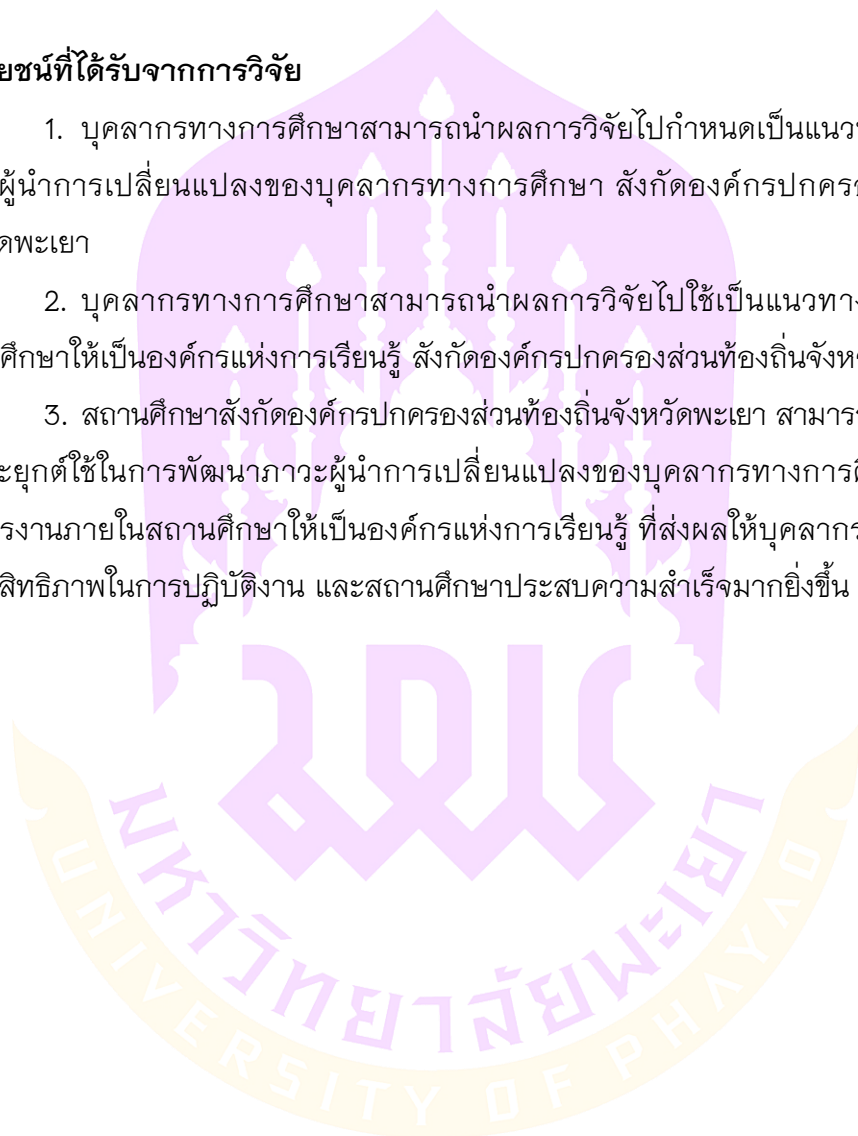 ยชน์ที่ได้รับจากการวิจัย
1. บุคลากรทางการศึกษาสามารถนำผลการวิจัยไปกำหนดเป็นแนว
ผู้นำการเปลี่ยนแปลงของบุคลากรทางการศึกษา สังกัดองค์กรปกคร
ดพะเยา
2. บุคลากรทางการศึกษาสามารถนำผลการวิจัยไปใช้เป็นแนวทาง
ศึกษาให้เป็นองค์กรแห่งการเรียนรู้ สังกัดองค์กรปกครองส่วนท้องถิ่นจังห
3. สถานศึกษาสังกัดองค์กรปกครองส่วนท้องถิ่นจังหวัดพะเยา สามาร
ะยุกต์ใช้ในการพัฒนาภาวะผู้นำการเปลี่ยนแปลงของบุคลากรทางการ
รงานภายในสถานศึกษาให้เป็นองค์กรแห่งการเรียนรู้ ที่ส่งผลให้บุคลากร
สิทธิภาพในการปฏิบัติงาน และสถานศึกษาประสบความสำเร็จมากยิ่งขึ้น
มหาวิทยาลัยพะเยา
UNIVERSITY OF PHAYAO